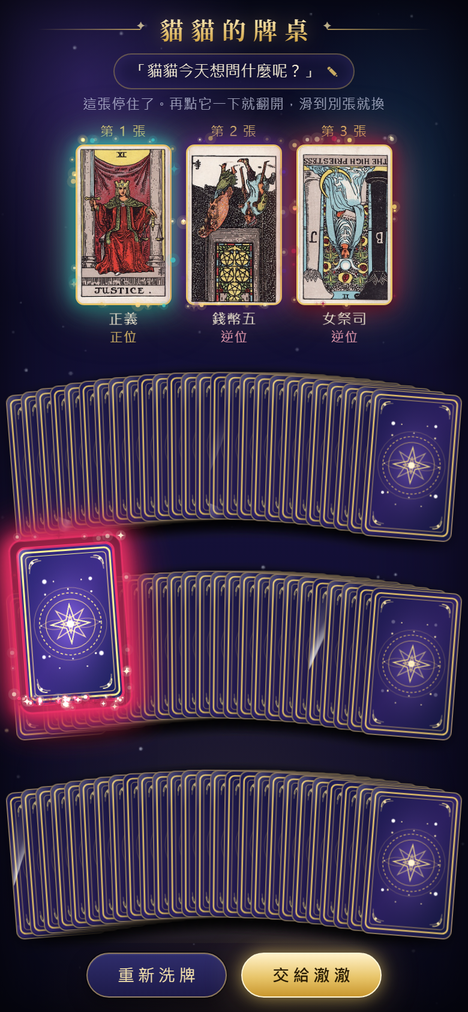 貓貓的牌桌
「貓貓今天想問什麼呢？」
這張停住了。再點它一下就翻開，滑到別張就換
第 1 張
第 2 張
第 3 張
XI
JUSTICE.
THE HIGH PRIESTESS
B
J
II
正義
錢幣五
女祭司
正位
逆位
逆位
重新洗牌
交給澈澈